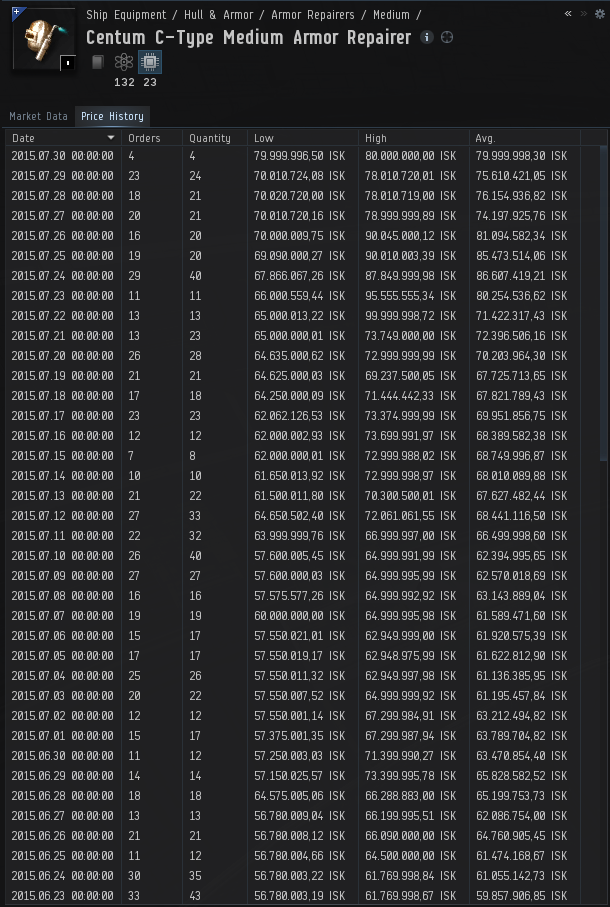 Ship Equipment / Hull & Armor / Armor Repairers / Medium /
Centum C-Type Medium Armor Repairer
132 23
Market Data Price History
Date Orders Quantity Low High Avg.
2015.07.30 00:00:00 4 4 79.999.996,50 ISK 80.000.000,00 ISK 79.999.998,30 ISK
2015.07.29 00:00:00 23 24 70.010.724,08 ISK 78.010.720,01 ISK 75.610.421,05 ISK
2015.07.28 00:00:00 18 21 70.020.720,00 ISK 78.010.719,00 ISK 76.154.936,82 ISK
2015.07.27 00:00:00 20 21 70.010.720,16 ISK 78.999.999,89 ISK 74.197.925,76 ISK
2015.07.26 00:00:00 16 20 70.000.009,75 ISK 90.045.000,12 ISK 81.094.582,34 ISK
2015.07.25 00:00:00 19 20 69.090.000,27 ISK 90.010.003,39 ISK 85.473.514,06 ISK
2015.07.24 00:00:00 29 40 67.866.067,26 ISK 87.849.999,98 ISK 86.607.419,21 ISK
2015.07.23 00:00:00 11 11 66.000.559,44 ISK 95.555.555,34 ISK 80.254.536,62 ISK
2015.07.22 00:00:00 13 13 65.000.013,22 ISK 99.999.998,72 ISK 71.422.317,43 ISK
2015.07.21 00:00:00 13 23 65.000.000,01 ISK 73.749.000,00 ISK 72.396.506,16 ISK
2015.07.20 00:00:00 26 28 64.635.000,62 ISK 72.999.999,99 ISK 70.203.964,30 ISK
2015.07.19 00:00:00 21 21 64.625.000,03 ISK 69.237.500,05 ISK 67.725.713,65 ISK
2015.07.18 00:00:00 17 18 64.250.000,09 ISK 71.444.442,33 ISK 67.821.789,43 ISK
2015.07.17 00:00:00 23 23 62.062.126,53 ISK 73.374.999,99 ISK 69.951.856,75 ISK
2015.07.16 00:00:00 12 12 62.000.002,93 ISK 73.699.991,97 ISK 68.389.582,38 ISK
2015.07.15 00:00:00 7 8 62.000.000,01 ISK 72.999.988,02 ISK 68.749.996,87 ISK
2015.07.14 00:00:00 10 10 61.650.013,92 ISK 72.999.998,97 ISK 68.010.089,88 ISK
2015.07.13 00:00:00 21 22 61.500.011,80 ISK 70.300.500,01 ISK 67.627.482,44 ISK
2015.07.12 00:00:00 27 33 64.650.502,40 ISK 72.061.061,55 ISK 68.441.116,50 ISK
2015.07.11 00:00:00 22 32 63.999.999,76 ISK 66.999.997,00 ISK 66.499.998,60 ISK
2015.07.10 00:00:00 26 40 57.600.005,45 ISK 64.999.991,99 ISK 62.394.995,65 ISK
2015.07.09 00:00:00 27 27 57.600.000,03 ISK 64.999.995,99 ISK 62.570.018,69 ISK
2015.07.08 00:00:00 16 16 57.575.577,26 ISK 64.999.992,92 ISK 63.143.889,04 ISK
2015.07.07 00:00:00 19 19 60.000.000,00 ISK 64.999.995,98 ISK 61.589.471,60 ISK
2015.07.06 00:00:00 15 17 57.550.021,01 ISK 62.949.999,00 ISK 61.920.575,39 ISK
2015.07.05 00:00:00 17 17 57.550.019,17 ISK 62.948.975,99 ISK 61.622.812,90 ISK
2015.07.04 00:00:00 25 26 57.550.011,32 ISK 62.949.997,98 ISK 61.136.385,95 ISK
2015.07.03 00:00:00 20 22 57.550.007,52 ISK 64.999.999,92 ISK 61.195.457,84 ISK
2015.07.02 00:00:00 12 12 57.550.001,14 ISK 67.299.984,91 ISK 63.212.494,82 ISK
2015.07.01 00:00:00 15 17 57.375.001,35 ISK 67.299.987,94 ISK 63.789.704,82 ISK
2015.06.30 00:00:00 11 12 57.250.003,03 ISK 71.399.990,27 ISK 63.470.854,40 ISK
2015.06.29 00:00:00 14 14 57.150.025,57 ISK 73.399.995,78 ISK 65.828.582,52 ISK
2015.06.28 00:00:00 18 18 64.575.005,06 ISK 66.288.883,00 ISK 65.199.753,73 ISK
2015.06.27 00:00:00 13 13 56.780.009,04 ISK 66.199.995,51 ISK 62.086.754,00 ISK
2015.06.26 00:00:00 21 21 56.780.008,12 ISK 66.090.000,00 ISK 64.760.905,45 ISK
2015.06.25 00:00:00 11 12 56.780.004,66 ISK 64.500.000,00 ISK 61.474.168,67 ISK
2015.06.24 00:00:00 30 35 56.780.003,22 ISK 61.769.998,84 ISK 61.055.142,73 ISK
2015.06.23 00:00:00 33 43 56.780.003,19 ISK 61.769.998,67 ISK 59.857.906,85 ISK